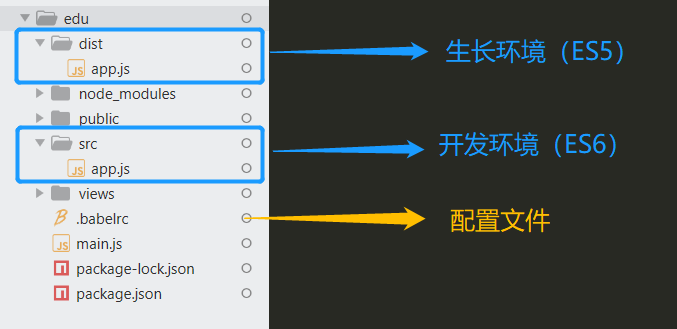 edu
dist
生长环境（ES5）
app.js
node_modules
public
src
开发环境（ES6）
app.js
views
.babelrc
配置文件
main.js
package-lock.json
package.json